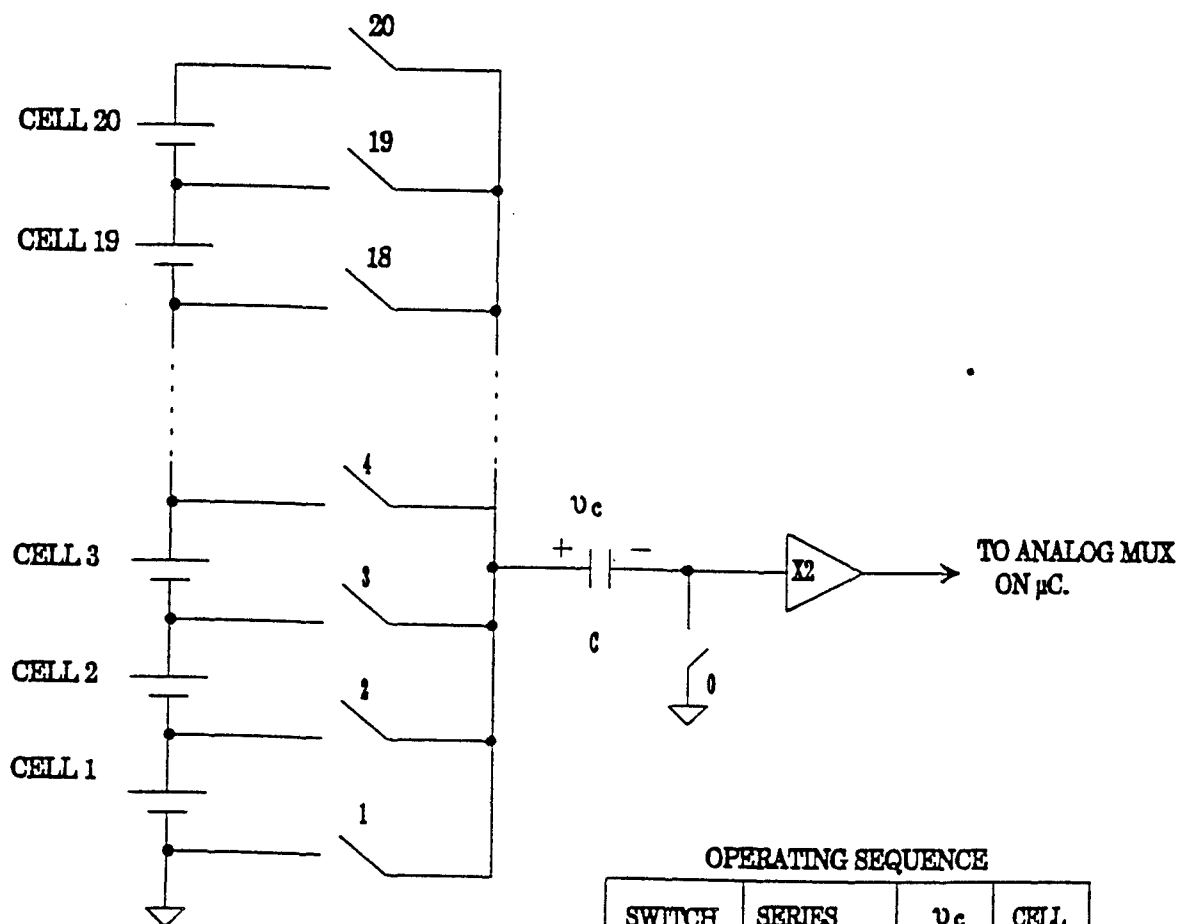 20
CELL 20
19
CELL 19
18
4
υc
CELL 3
+
−
X2
TO ANALOG MUX
ON µC.
3
C
CELL 2
2
0
CELL 1
1
OPERATING SEQUENCE
SWITCH SERIES υc CELL